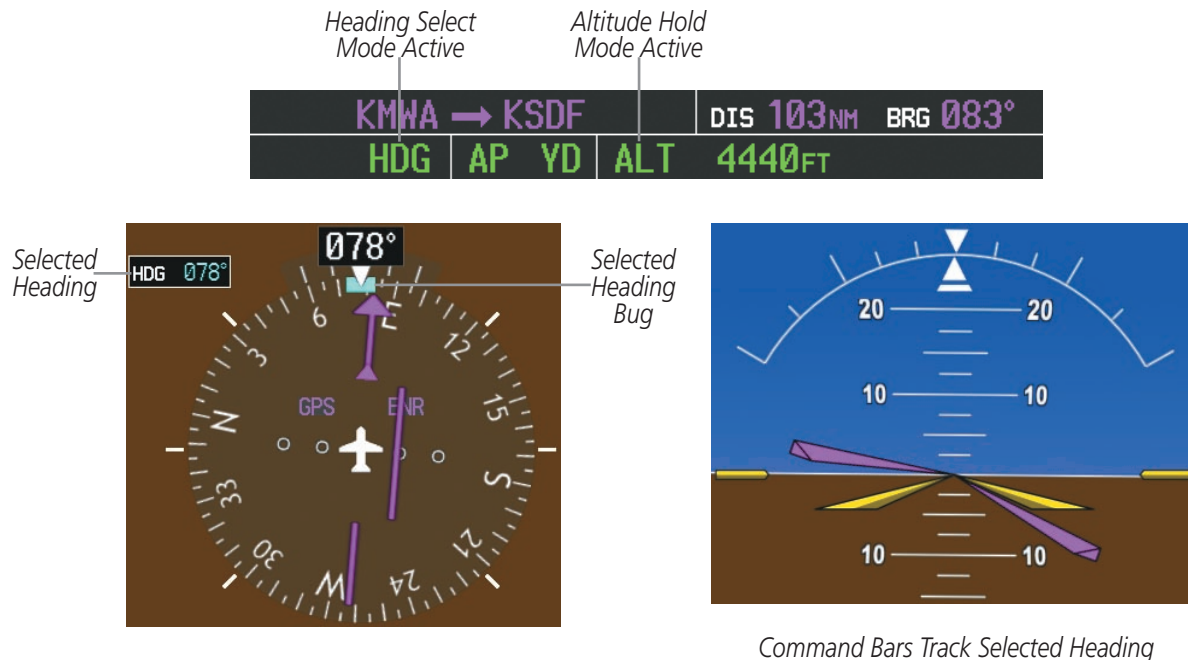 Heading Select
Mode Active
Altitude Hold
Mode Active
KMWA → KSDF DIS 103NM BRG 083°
HDG AP YD ALT 4440FT
Selected
Heading
HDG 078°
078°
Selected
Heading
Bug
N 3 6 E 12 15 S 21 24 W 30 33
GPS ENR
20 20
10 10
10 10
Command Bars Track Selected Heading